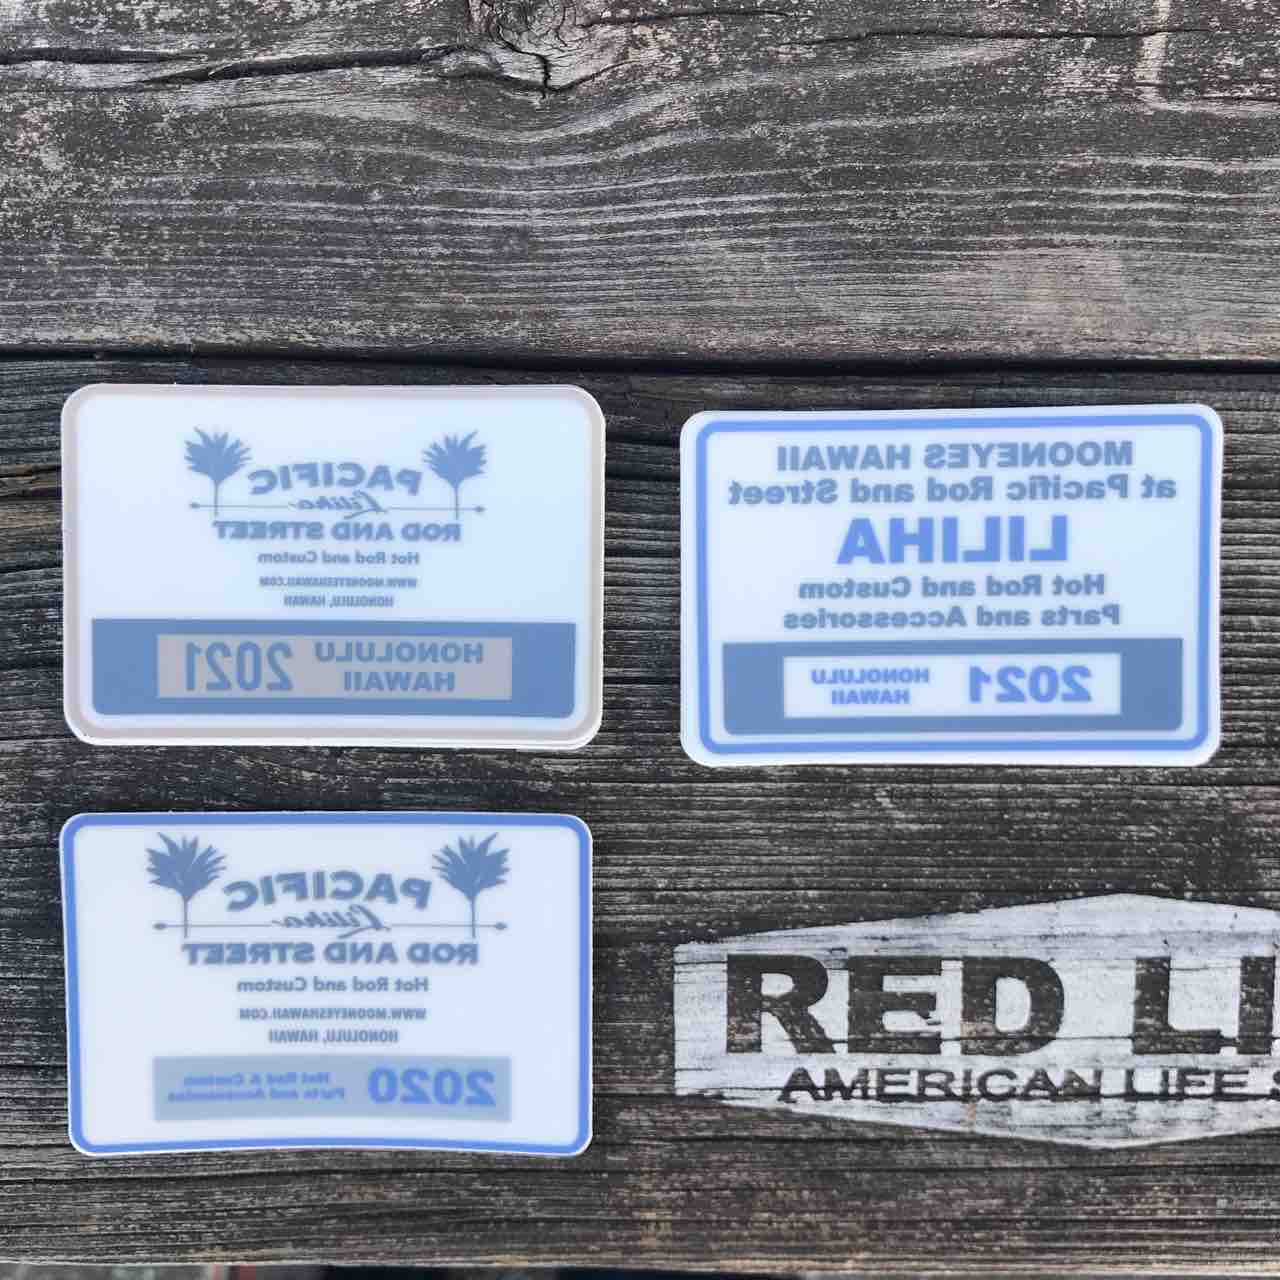 PACIFIC
Liliha
ROD AND STREET
Hot Rod and Custom
WWW.MOONEYESHAWAII.COM
HONOLULU, HAWAII
HONOLULU
HAWAII
2021
MOONEYES HAWAII
at Pacific Rod and Street
LILIHA
Hot Rod and Custom
Parts and Accessories
2021
HONOLULU
HAWAII
PACIFIC
Liliha
ROD AND STREET
Hot Rod and Custom
WWW.MOONEYESHAWAII.COM
HONOLULU, HAWAII
2020
Hot Rod & Custom
Parts and Accessories
RED LI
AMERICAN LIFE S